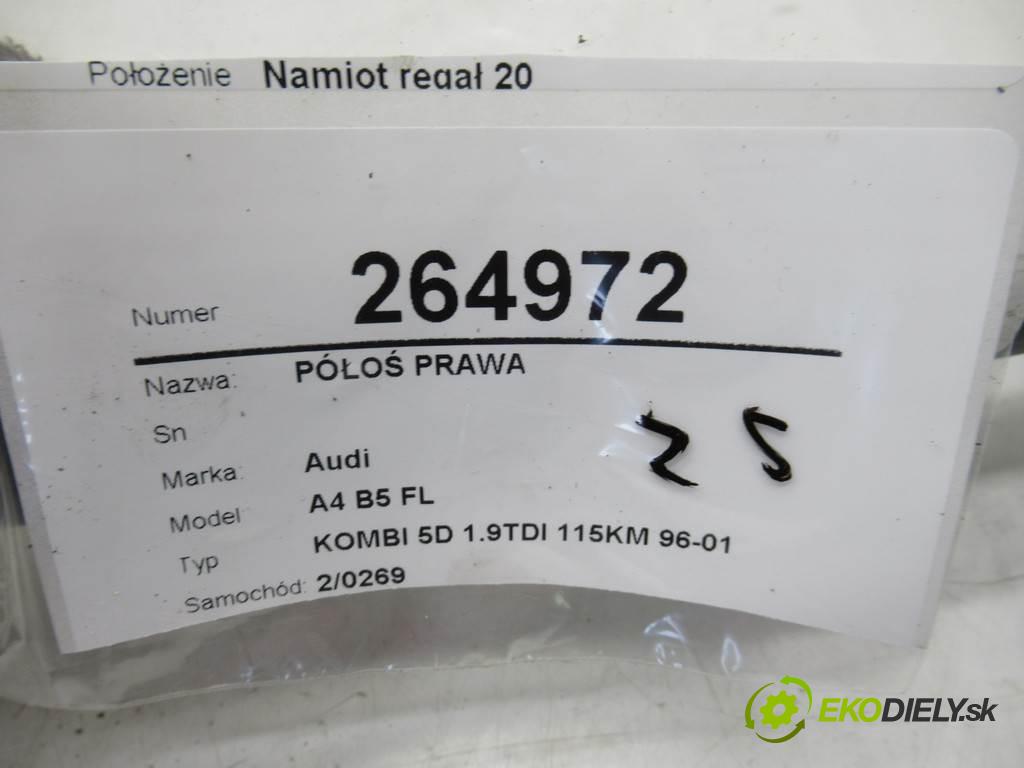 Położenie Namiot regał 20
Numer 264972
Nazwa: PÓŁOŚ PRAWA
Sn
Marka: Audi
Model A4 B5 FL
Typ KOMBI 5D 1.9TDI 115KM 96-01
Samochód: 2/0269
25
EKODIELY.sk